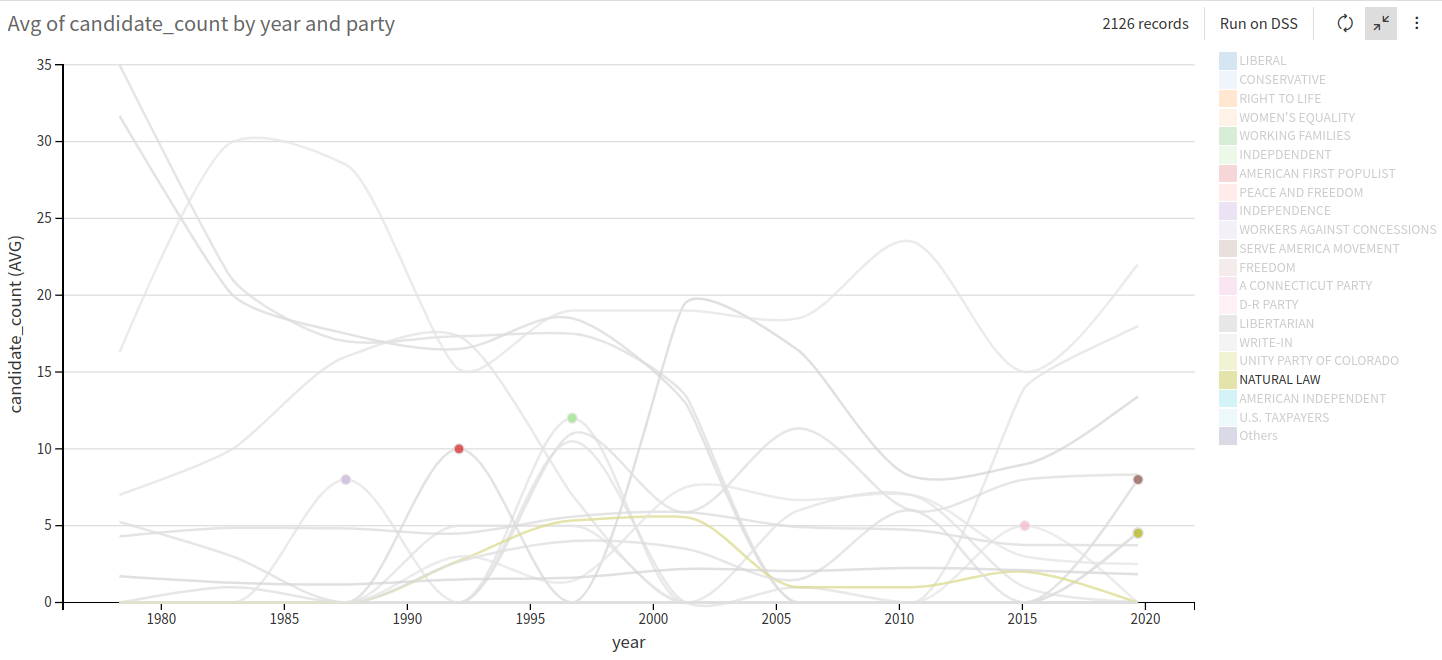 Avg of candidate_count by year and party
2126 records
Run on DSS
candidate_count (AVG)
35
30
25
20
15
10
5
0
1980
1985
1990
1995
2000
2005
2010
2015
2020
year
LIBERAL
CONSERVATIVE
RIGHT TO LIFE
WOMEN'S EQUALITY
WORKING FAMILIES
INDEPDENDENT
AMERICAN FIRST POPULIST
PEACE AND FREEDOM
INDEPENDENCE
WORKERS AGAINST CONCESSIONS
SERVE AMERICA MOVEMENT
FREEDOM
A CONNECTICUT PARTY
D-R PARTY
LIBERTARIAN
WRITE-IN
UNITY PARTY OF COLORADO
NATURAL LAW
AMERICAN INDEPENDENT
U.S. TAXPAYERS
Others